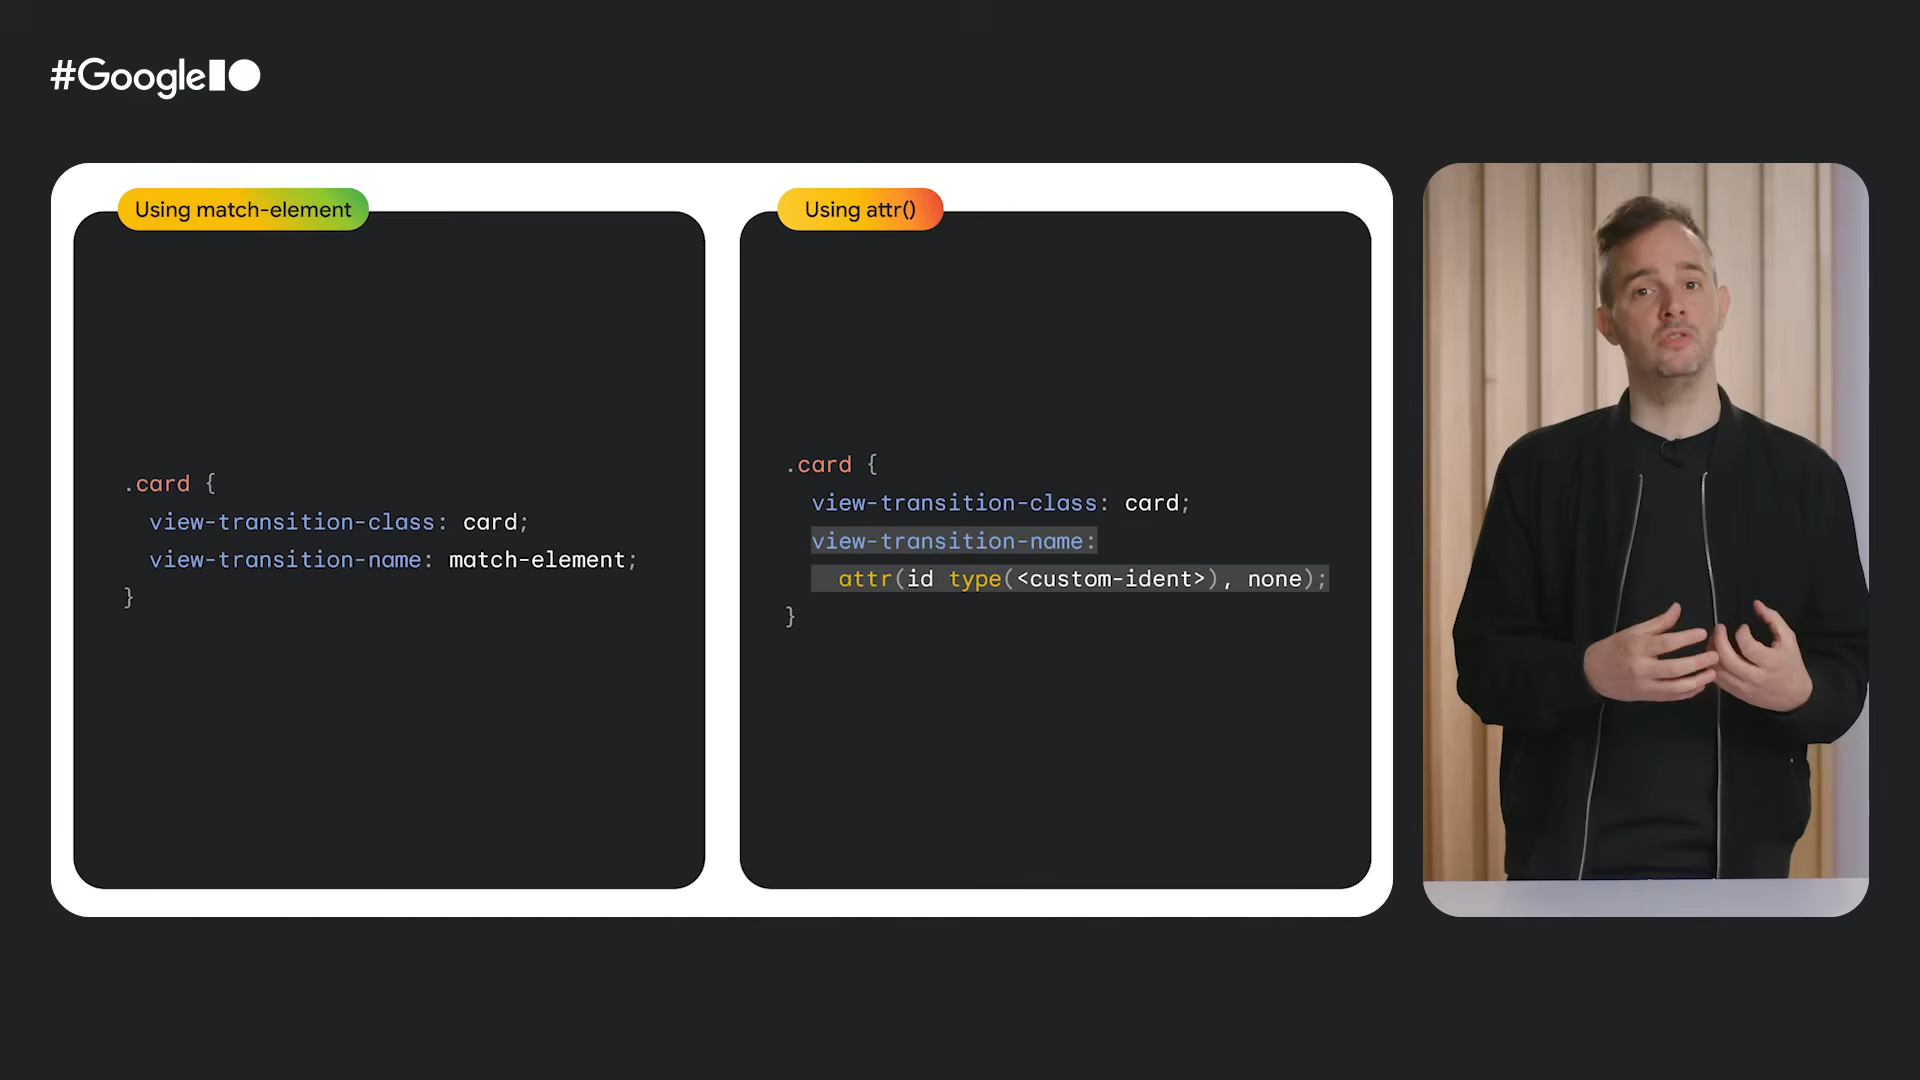 #GoogleIO
Using match-element
.card {
view-transition-class: card;
view-transition-name: match-element;
}
Using attr()
.card {
view-transition-class: card;
view-transition-name:
attr(id type(<custom-ident>), none);
}